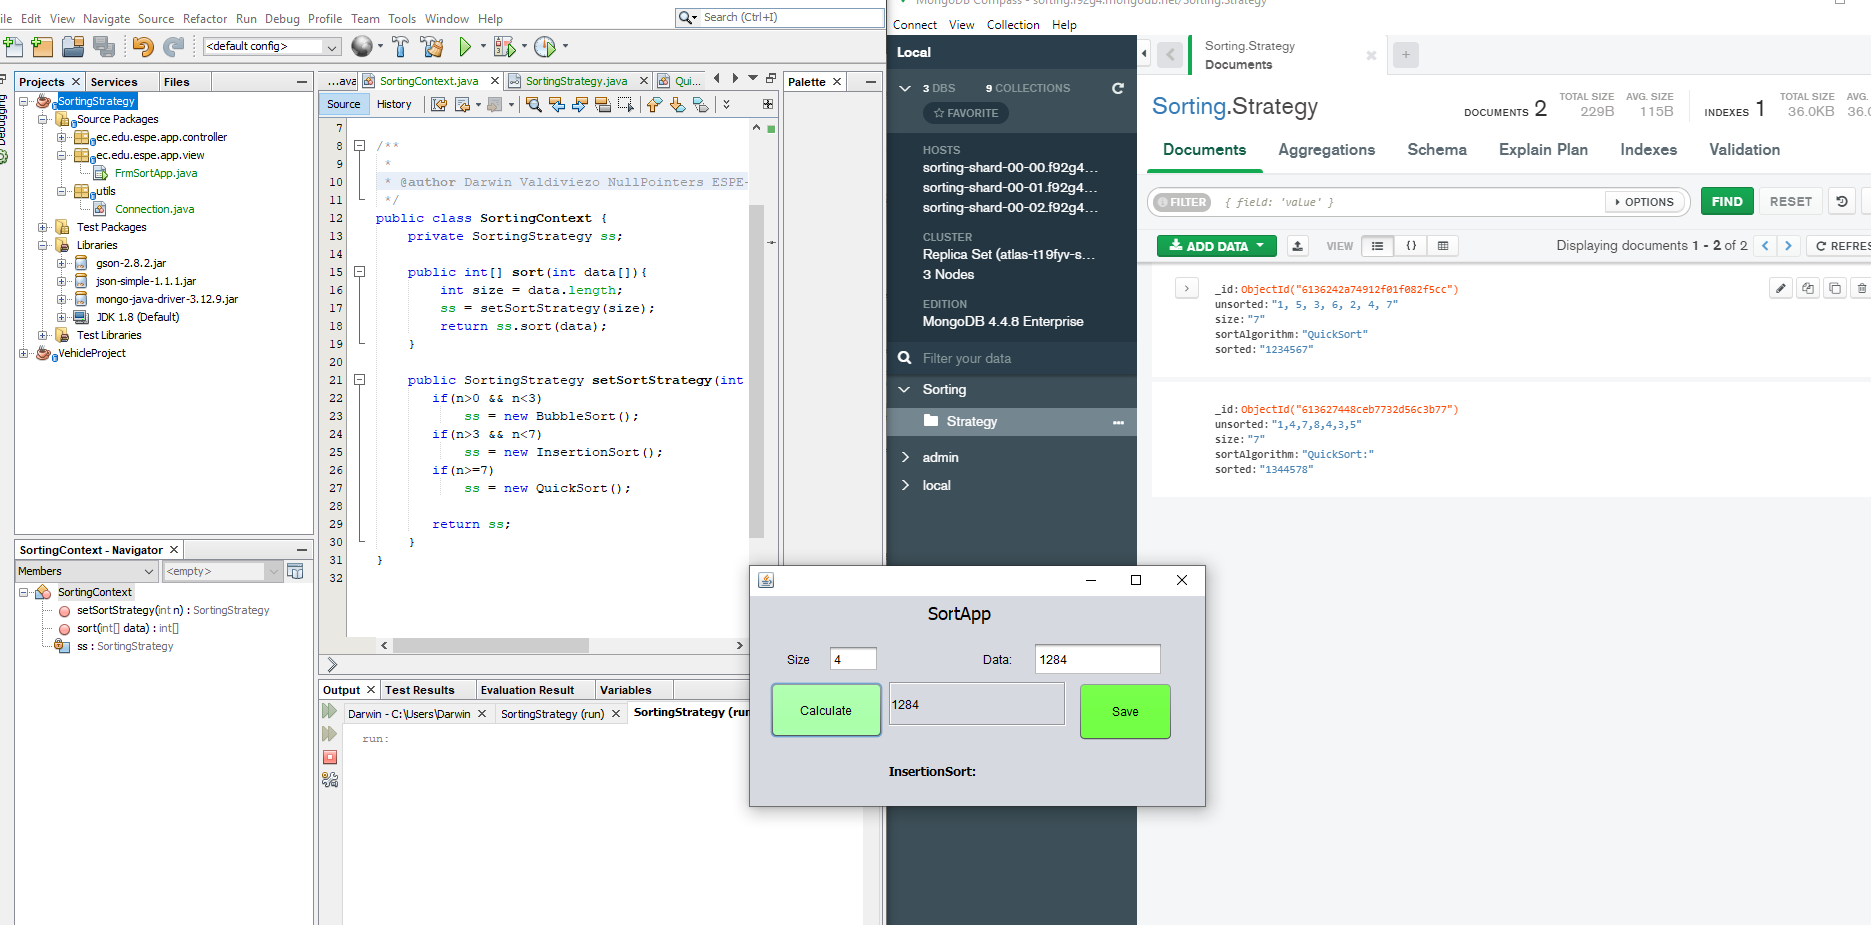 ile Edit View Navigate Source Refactor Run Debug Profile Team Tools Window Help
Search (Ctrl+I)
<default config>
Projects
Services
Files
SortingStrategy
Source Packages
ec.edu.espe.app.controller
ec.edu.espe.app.view
FrmSortApp.java
utils
Connection.java
Test Packages
Libraries
gson-2.8.2.jar
json-simple-1.1.1.jar
mongo-java-driver-3.12.9.jar
JDK 1.8 (Default)
Test Libraries
VehicleProject
Debugging
SortingContext - Navigator
Members
<empty>
SortingContext
setSortStrategy(int n) : SortingStrategy
sort(int[] data) : int[]
ss : SortingStrategy
...ava
SortingContext.java
SortingStrategy.java
Qui...
Source
History
Palette
7
8 /**
9 *
10 * @author Darwin Valdiviezo NullPointers ESPE-
11 */
12 public class SortingContext {
13 private SortingStrategy ss;
14
15 public int[] sort(int data[]){
16 int size = data.length;
17 ss = setSortStrategy(size);
18 return ss.sort(data);
19 }
20
21 public SortingStrategy setSortStrategy(int
22 if(n>0 && n<3)
23 ss = new BubbleSort();
24 if(n>3 && n<7)
25 ss = new InsertionSort();
26 if(n>=7)
27 ss = new QuickSort();
28
29 return ss;
30 }
31 }
32
Output
Test Results
Evaluation Result
Variables
Darwin - C:\Users\Darwin
SortingStrategy (run)
SortingStrategy (run
run:
SortApp
Size 4
Data: 1284
Calculate
1284
Save
InsertionSort:
MongoDB Compass - sorting.f92g4.mongodb.net/Sorting.Strategy
Connect View Collection Help
Local
3 DBS 9 COLLECTIONS
FAVORITE
HOSTS
sorting-shard-00-00.f92g4...
sorting-shard-00-01.f92g4...
sorting-shard-00-02.f92g4...
CLUSTER
Replica Set (atlas-t19fyv-s...
3 Nodes
EDITION
MongoDB 4.4.8 Enterprise
Filter your data
Sorting
Strategy
admin
local
Sorting.Strategy
Documents
Sorting.Strategy
DOCUMENTS 2
TOTAL SIZE 229B
AVG. SIZE 115B
INDEXES 1
TOTAL SIZE 36.0KB
AVG. 36.0
Documents Aggregations Schema Explain Plan Indexes Validation
FILTER { field: 'value' } OPTIONS FIND RESET
ADD DATA VIEW {} Displaying documents 1 - 2 of 2 REFRES
_id: ObjectId("6136242a74912f01f082f5cc")
unsorted: "1, 5, 3, 6, 2, 4, 7"
size: "7"
sortAlgorithm: "QuickSort"
sorted: "1234567"
_id: ObjectId("613627448ceb7732d56c3b77")
unsorted: "1,4,7,8,4,3,5"
size: "7"
sortAlgorithm: "QuickSort:"
sorted: "1344578"